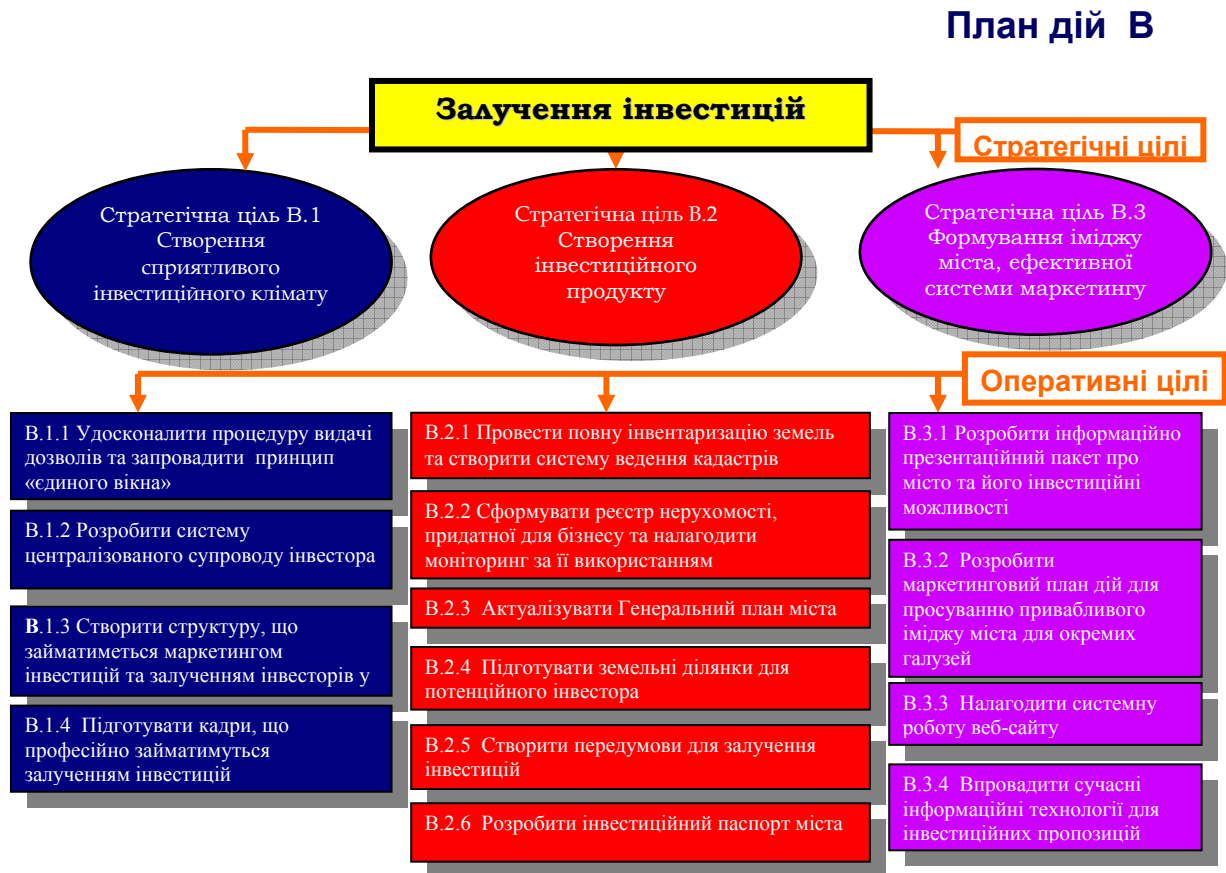 План дій В
Залучення інвестицій
Стратегічні цілі
Стратегічна ціль В.1
Створення
сприятливого
інвестиційного клімату
Стратегічна ціль В.2
Створення
інвестиційного
продукту
Стратегічна ціль В.3
Формування іміджу
міста, ефективної
системи маркетингу
Оперативні цілі
В.1.1 Удосконалити процедуру видачі
дозволів та запровадити принцип
«єдиного вікна»
В.1.2 Розробити систему
централізованого супроводу інвестора
В.1.3 Створити структуру, що
займатиметься маркетингом
інвестицій та залученням інвесторів у
В.1.4 Підготувати кадри, що
професійно займатимуться
залученням інвестицій
В.2.1 Провести повну інвентаризацію земель
та створити систему ведення кадастрів
В.2.2 Сформувати реєстр нерухомості,
придатної для бізнесу та налагодити
моніторинг за її використанням
В.2.3 Актуалізувати Генеральний план міста
В.2.4 Підготувати земельні ділянки для
потенційного інвестора
В.2.5 Створити передумови для залучення
інвестицій
В.2.6 Розробити інвестиційний паспорт міста
В.3.1 Розробити інформаційно
презентаційний пакет про
місто та його інвестиційні
можливості
В.3.2 Розробити
маркетинговий план дій для
просуванню привабливого
іміджу міста для окремих
галузей
В.3.3 Налагодити системну
роботу веб-сайту
В.3.4 Впровадити сучасні
інформаційні технології для
інвестиційних пропозицій